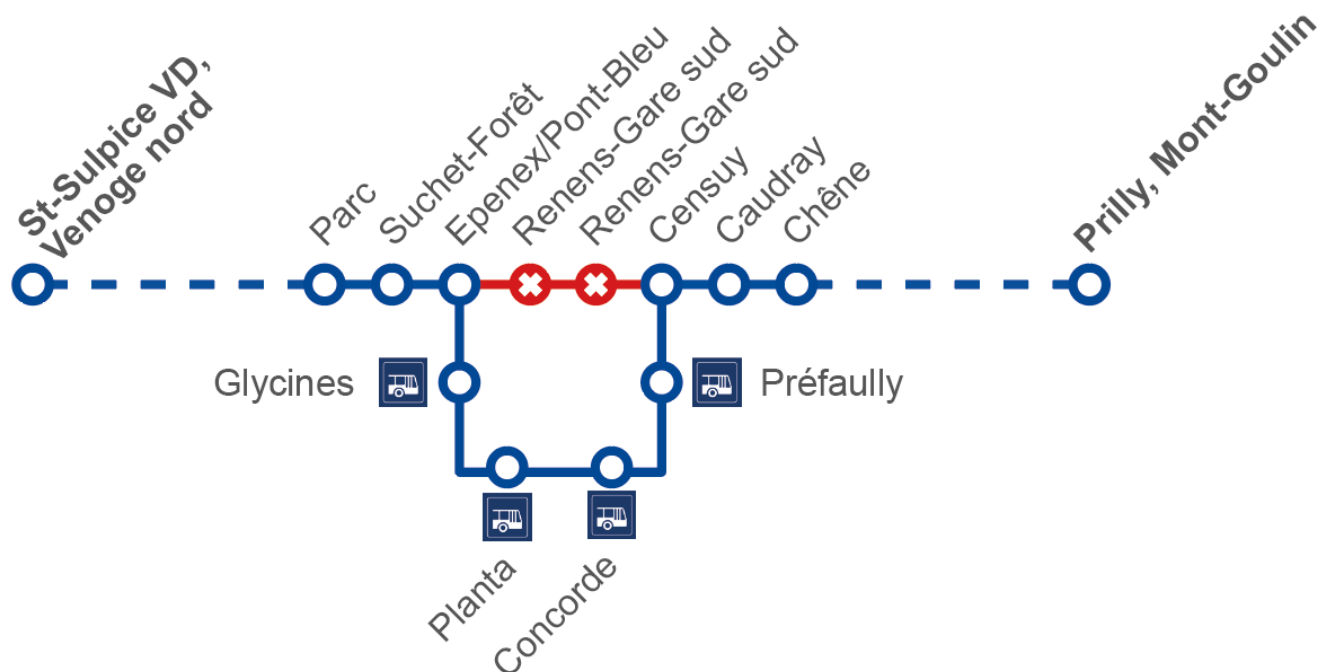 St-Sulpice VD,
Venoge nord
Parc
Suchet-Forêt
Epenex/Pont-Bleu
Renens-Gare sud
Renens-Gare sud
Censuy
Caudray
Chêne
Prilly, Mont-Goulin
Glycines
Préfaully
Planta
Concorde